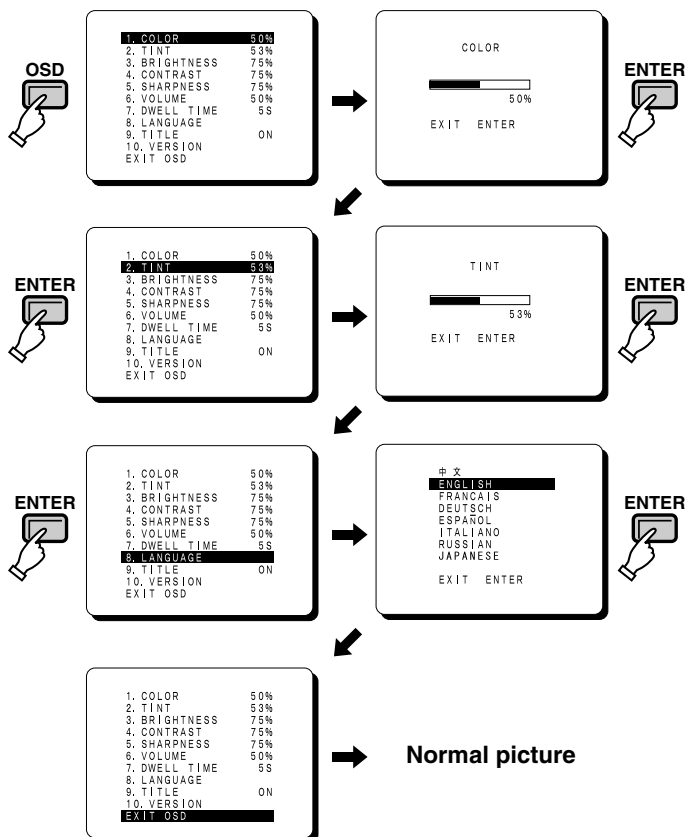 OSD
1. COLOR 50%
2. TINT 53%
3. BRIGHTNESS 75%
4. CONTRAST 75%
5. SHARPNESS 75%
6. VOLUME 50%
7. DWELL TIME 5S
8. LANGUAGE
9. TITLE ON
10. VERSION
EXIT OSD
COLOR
50%
EXIT ENTER
ENTER
ENTER
1. COLOR 50%
2. TINT 53%
3. BRIGHTNESS 75%
4. CONTRAST 75%
5. SHARPNESS 75%
6. VOLUME 50%
7. DWELL TIME 5S
8. LANGUAGE
9. TITLE ON
10. VERSION
EXIT OSD
TINT
53%
EXIT ENTER
ENTER
ENTER
1. COLOR 50%
2. TINT 53%
3. BRIGHTNESS 75%
4. CONTRAST 75%
5. SHARPNESS 75%
6. VOLUME 50%
7. DWELL TIME 5S
8. LANGUAGE
9. TITLE ON
10. VERSION
EXIT OSD
中文
ENGLISH
FRANCAIS
DEUTSCH
ESPAÑOL
ITALIANO
RUSSIAN
JAPANESE
EXIT ENTER
ENTER
1. COLOR 50%
2. TINT 53%
3. BRIGHTNESS 75%
4. CONTRAST 75%
5. SHARPNESS 75%
6. VOLUME 50%
7. DWELL TIME 5S
8. LANGUAGE
9. TITLE ON
10. VERSION
EXIT OSD
Normal picture